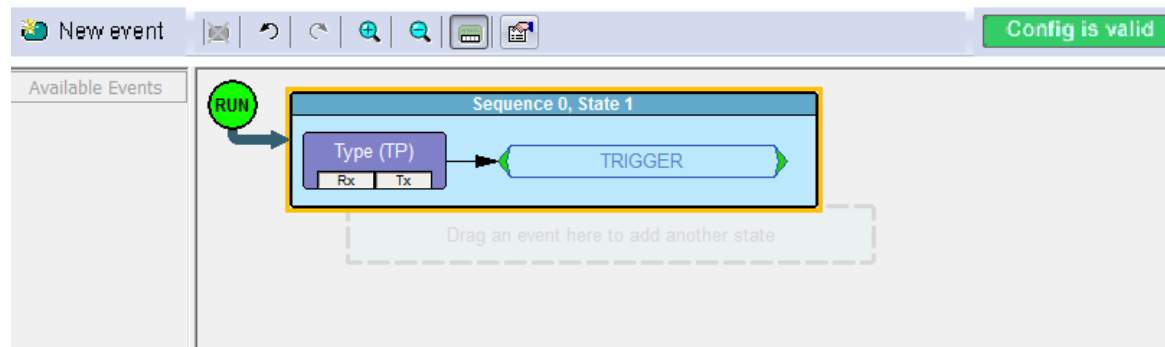 New event
Config is valid
Available Events
RUN
Sequence 0, State 1
Type (TP)
Rx Tx
TRIGGER
Drag an event here to add another state